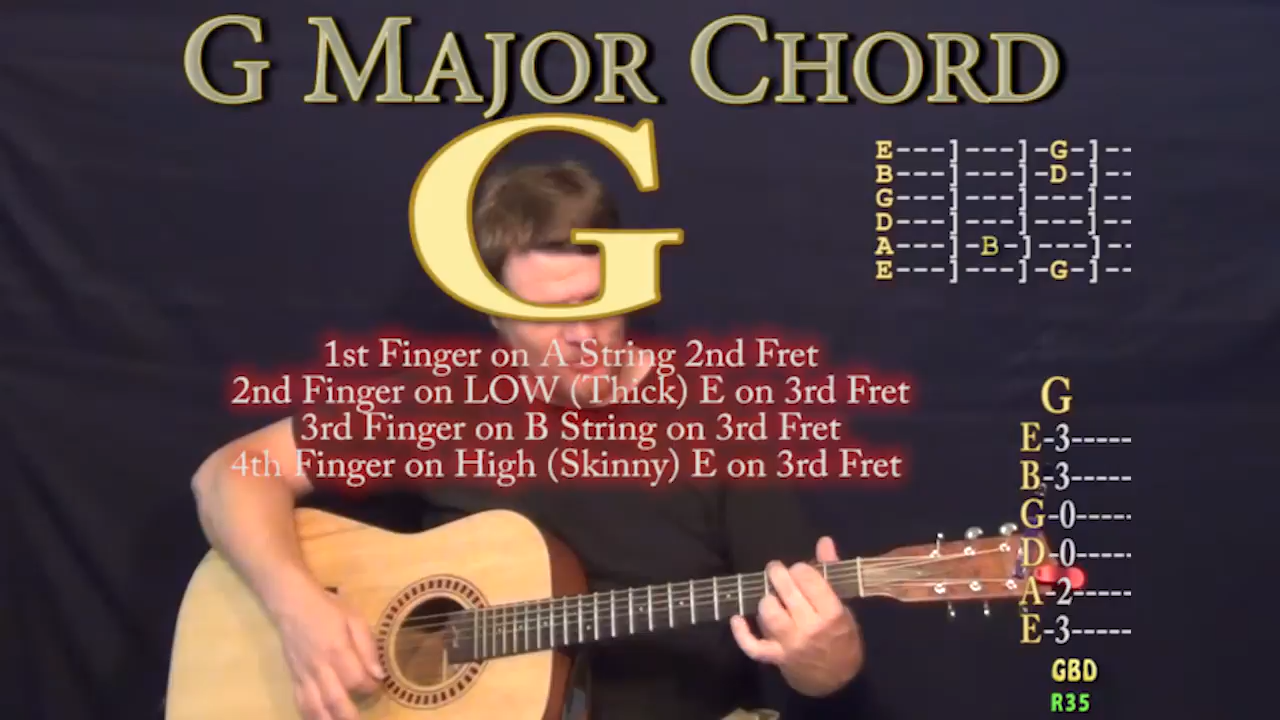 G MAJOR CHORD
G
E---]---]-G-]--
B---]---]-D-]--
G---]---]---]--
D---]---]---]--
A---]-B-]---]--
E---]---]-G-]--
1st Finger on A String 2nd Fret
2nd Finger on LOW (Thick) E on 3rd Fret
3rd Finger on B String on 3rd Fret
4th Finger on High (Skinny) E on 3rd Fret
G
E-3-----
B-3-----
G-0-----
D-0-----
A-2-----
E-3-----
GBD
R35